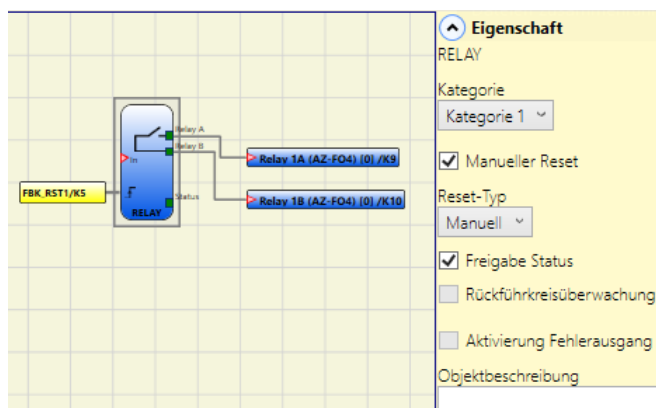 Relay A
Relay B
In
Relay 1A (AZ-FO4) [0] /K9
FBK_RST1/K5
Status
Relay 1B (AZ-FO4) [0] /K10
RELAY
Eigenschaft
RELAY
Kategorie
Kategorie 1
Manueller Reset
Reset-Typ
Manuell
Freigabe Status
Rückführkreisüberwachung
Aktivierung Fehlerausgang
Objektbeschreibung